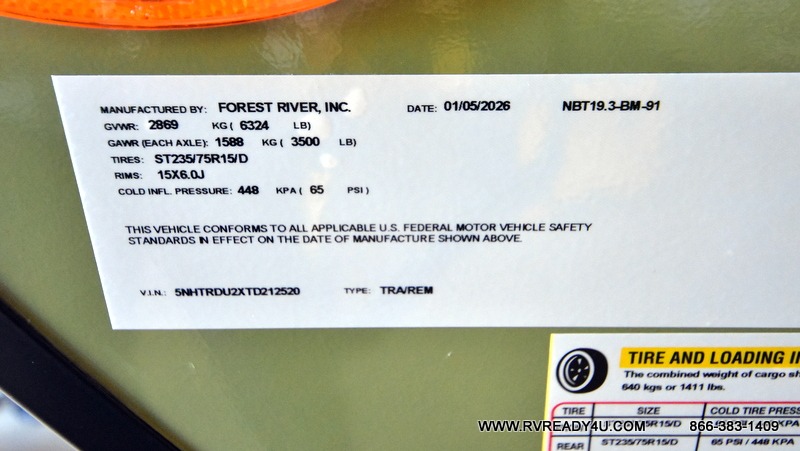 MANUFACTURED BY: FOREST RIVER, INC. DATE: 01/05/2026 NBT19.3-BM-91
GVWR: 2869 KG ( 6324 LB)
GAWR (EACH AXLE): 1588 KG ( 3500 LB)
TIRES: ST235/75R15/D
RIMS: 15X6.0J
COLD INFL. PRESSURE: 448 KPA ( 65 PSI )
THIS VEHICLE CONFORMS TO ALL APPLICABLE U.S. FEDERAL MOTOR VEHICLE SAFETY
STANDARDS IN EFFECT ON THE DATE OF MANUFACTURE SHOWN ABOVE.
V.I.N.: 5NHTRDU2XTD212520 TYPE: TRA/REM
TIRE AND LOADING
The combined weight of cargo
640 kgs or 1411 lbs.
TIRE SIZE COLD TIRE
WWW.RVREADY4U.COM 866-383-1409
REAR ST235/75R15/D 65 PSI / 448 KPA